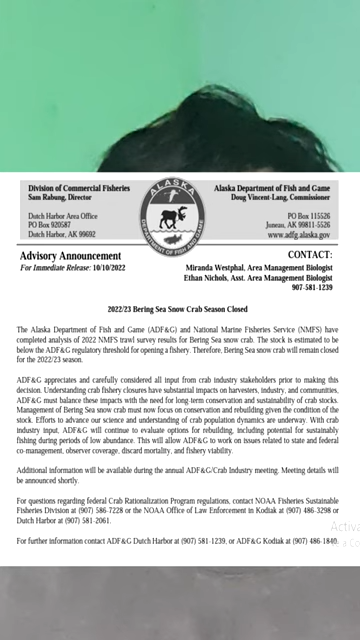 Division of Commercial Fisheries
Sam Rabung, Director
Dutch Harbor Area Office
PO Box 920587
Dutch Harbor, AK 99692
ALASKA
DEPARTMENT OF FISH AND GAME
Alaska Department of Fish and Game
Doug Vincent-Lang, Commissioner
PO Box 115526
Juneau, AK 99811-5526
www.adfg.alaska.gov
Advisory Announcement
For Immediate Release: 10/10/2022
CONTACT:
Miranda Westphal, Area Management Biologist
Ethan Nichols, Asst. Area Management Biologist
907-581-1239
2022/23 Bering Sea Snow Crab Season Closed
The Alaska Department of Fish and Game (ADF&G) and National Marine Fisheries Service (NMFS) have
completed analysis of 2022 NMFS trawl survey results for Bering Sea snow crab. The stock is estimated to be
below the ADF&G regulatory threshold for opening a fishery. Therefore, Bering Sea snow crab will remain closed
for the 2022/23 season.
ADF&G appreciates and carefully considered all input from crab industry stakeholders prior to making this
decision. Understanding crab fishery closures have substantial impacts on harvesters, industry, and communities,
ADF&G must balance these impacts with the need for long-term conservation and sustainability of crab stocks.
Management of Bering Sea snow crab must now focus on conservation and rebuilding given the condition of the
stock. Efforts to advance our science and understanding of crab population dynamics are underway. With crab
industry input, ADF&G will continue to evaluate options for rebuilding, including potential for sustainably
fishing during periods of low abundance. This will allow ADF&G to work on issues related to state and federal
co-management, observer coverage, discard mortality, and fishery viability.
Additional information will be available during the annual ADF&G/Crab Industry meeting. Meeting details will
be announced shortly.
For questions regarding federal Crab Rationalization Program regulations, contact NOAA Fisheries Sustainable
Fisheries Division at (907) 586-7228 or the NOAA Office of Law Enforcement in Kodiak at (907) 486-3298 or
Dutch Harbor at (907) 581-2061.
For further information contact ADF&G Dutch Harbor at (907) 581-1239, or ADF&G Kodiak at (907) 486-1840.
Activa